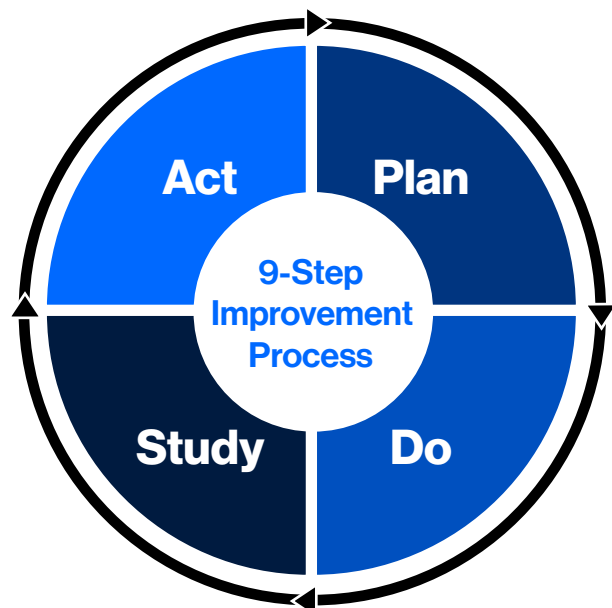 Act
Plan
9-Step
Improvement
Process
Study
Do